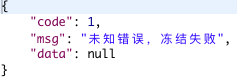 {
    "code": 1,
    "msg": "未知错误，冻结失败",
    "data": null
}